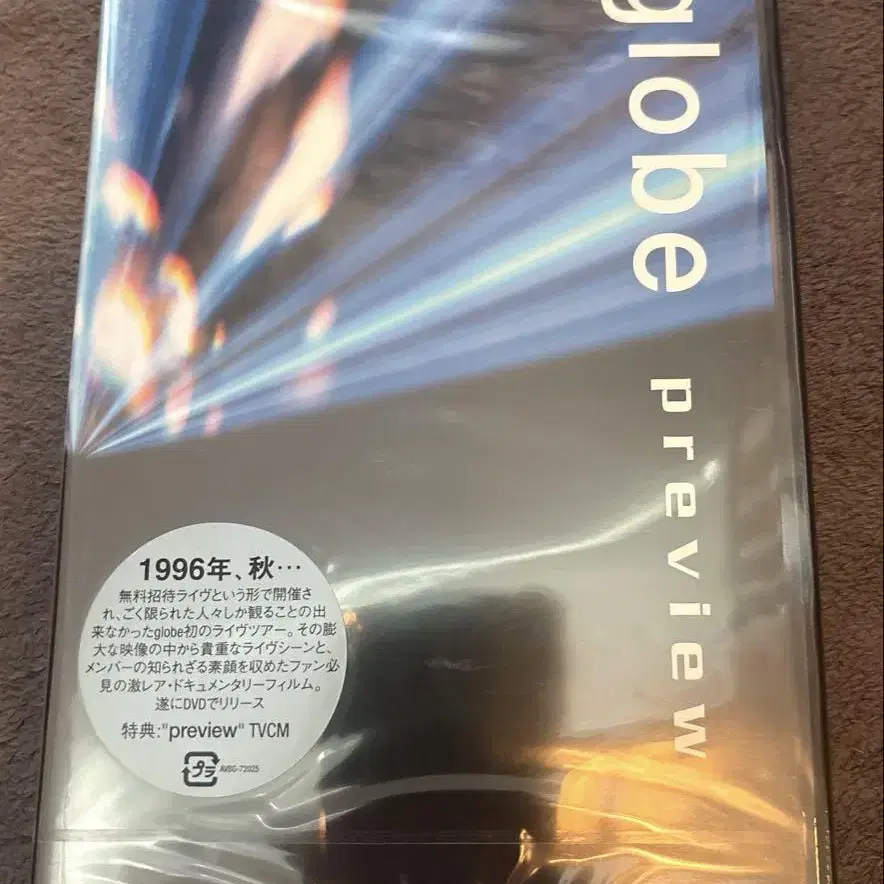 globe
preview
1996年、秋…
無料招待ライヴという形で開催さ
れ、ごく限られた人々しか観ることの出
来なかったglobe初のライヴツアー。その膨
大な映像の中から貴重なライヴシーンと、
メンバーの知られざる素顔を収めたファン必
見の激レア・ドキュメンタリーフィルム。
遂にDVDでリリース
特典:"preview" TVCM
プラ
AVBG-72025